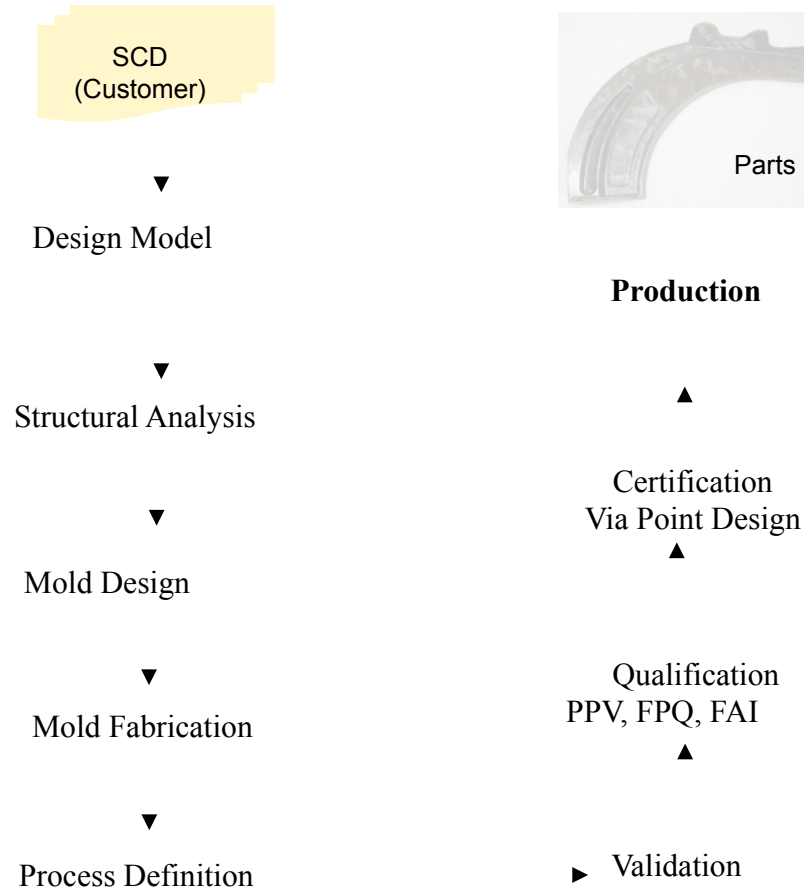 SCD
(Customer)
Design Model
Structural Analysis
Mold Design
Mold Fabrication
Process Definition
Validation
Qualification
PPV, FPQ, FAI
Certification
Via Point Design
Production
Parts